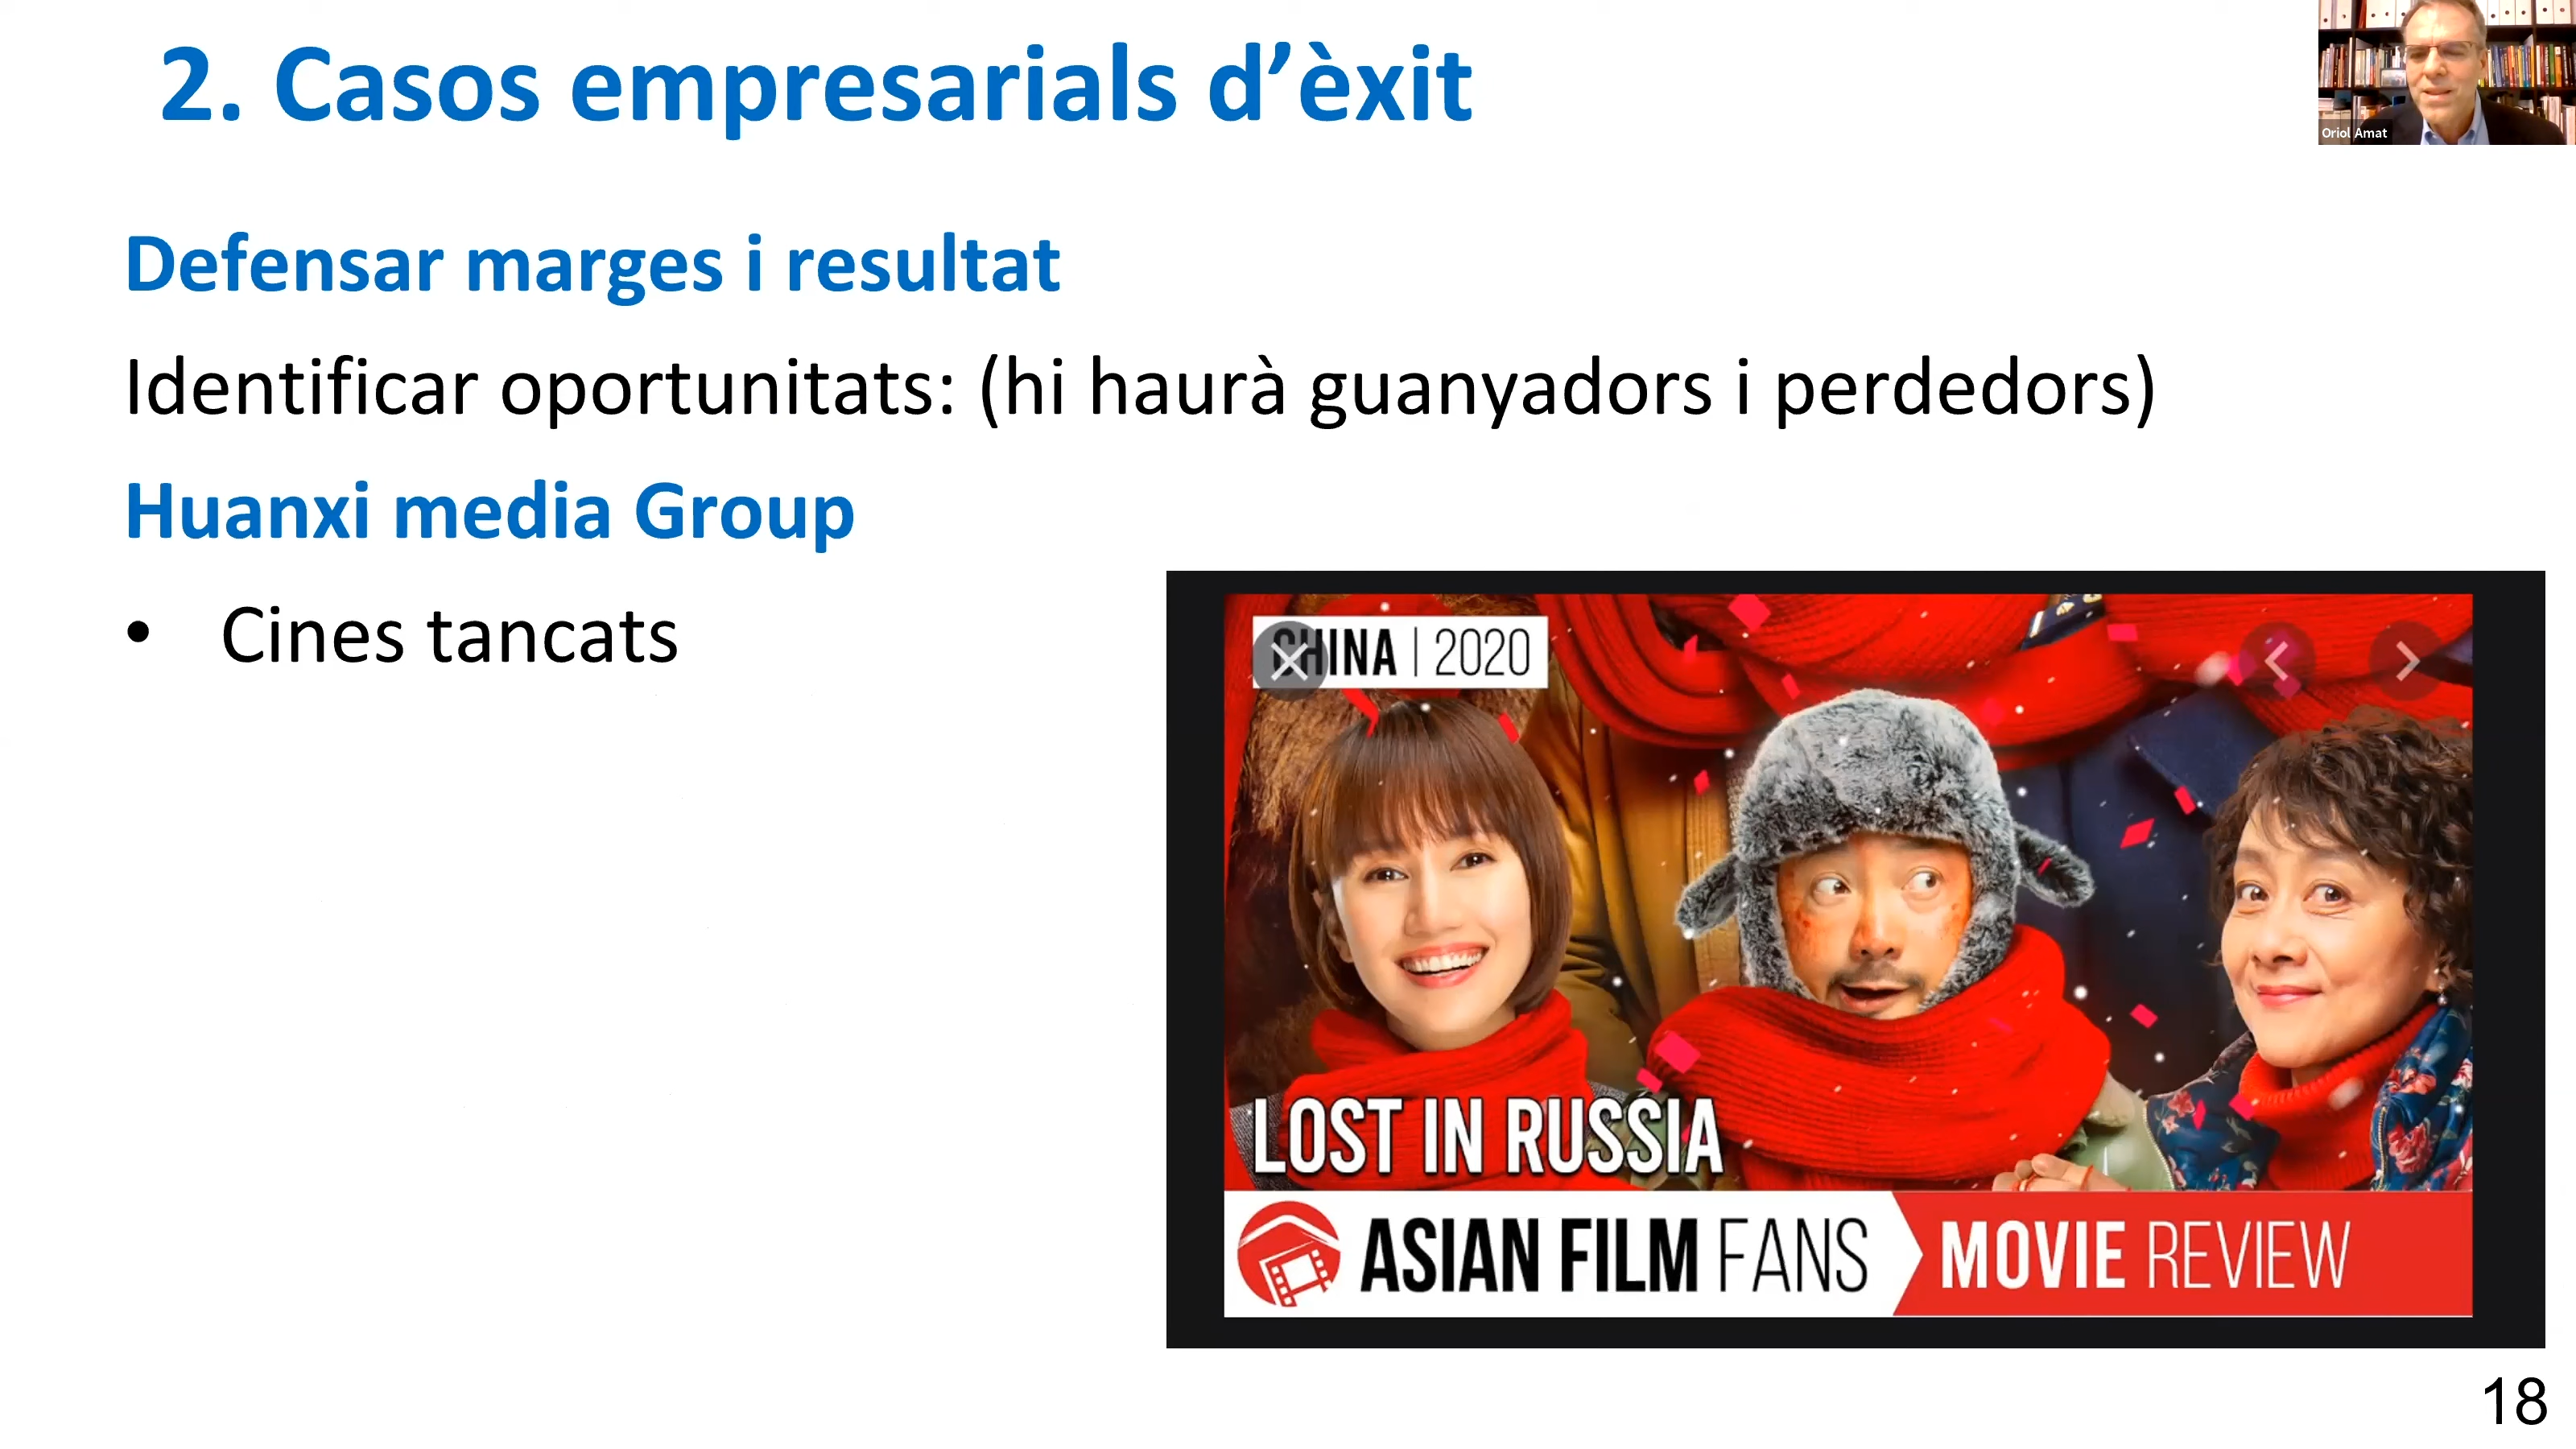 2. Casos empresarials d’èxit
Oriol Amat
Defensar marges i resultat
Identificar oportunitats: (hi haurà guanyadors i perdedors)
Huanxi media Group
• Cines tancats
CHINA | 2020
LOST IN RUSSIA
ASIAN FILM FANS MOVIE REVIEW
18